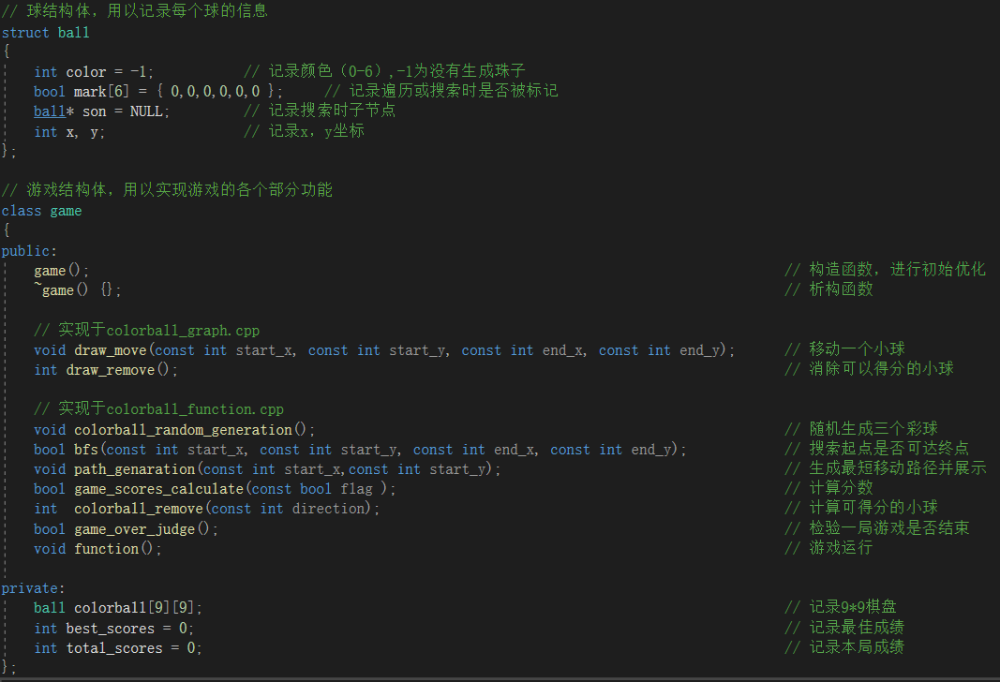 // 球结构体，用以记录每个球的信息
struct ball
{
    int color = -1;           // 记录颜色（0-6）,-1为没有生成珠子
    bool mark[6] = { 0,0,0,0,0,0 };    // 记录遍历或搜索时是否被标记
    ball* son = NULL;         // 记录搜索时子节点
    int x, y;                 // 记录x，y坐标
};

// 游戏结构体，用以实现游戏的各个部分功能
class game
{
public:
    game();    // 构造函数，进行初始优化
    ~game() {};    // 析构函数

    // 实现于colorball_graph.cpp
    void draw_move(const int start_x, const int start_y, const int end_x, const int end_y);    // 移动一个小球
    int draw_remove();    // 消除可以得分的小球

    // 实现于colorball_function.cpp
    void colorball_random_generation();    // 随机生成三个彩球
    bool bfs(const int start_x, const int start_y, const int end_x, const int end_y);    // 搜索起点是否可达终点
    void path_genaration(const int start_x,const int start_y);    // 生成最短移动路径并展示
    bool game_scores_calculate(const bool flag );    // 计算分数
    int  colorball_remove(const int direction);    // 计算可得分的小球
    bool game_over_judge();    // 检验一局游戏是否结束
    void function();    // 游戏运行

private:
    ball colorball[9][9];    // 记录9*9棋盘
    int best_scores = 0;    // 记录最佳成绩
    int total_scores = 0;    // 记录本局成绩
};